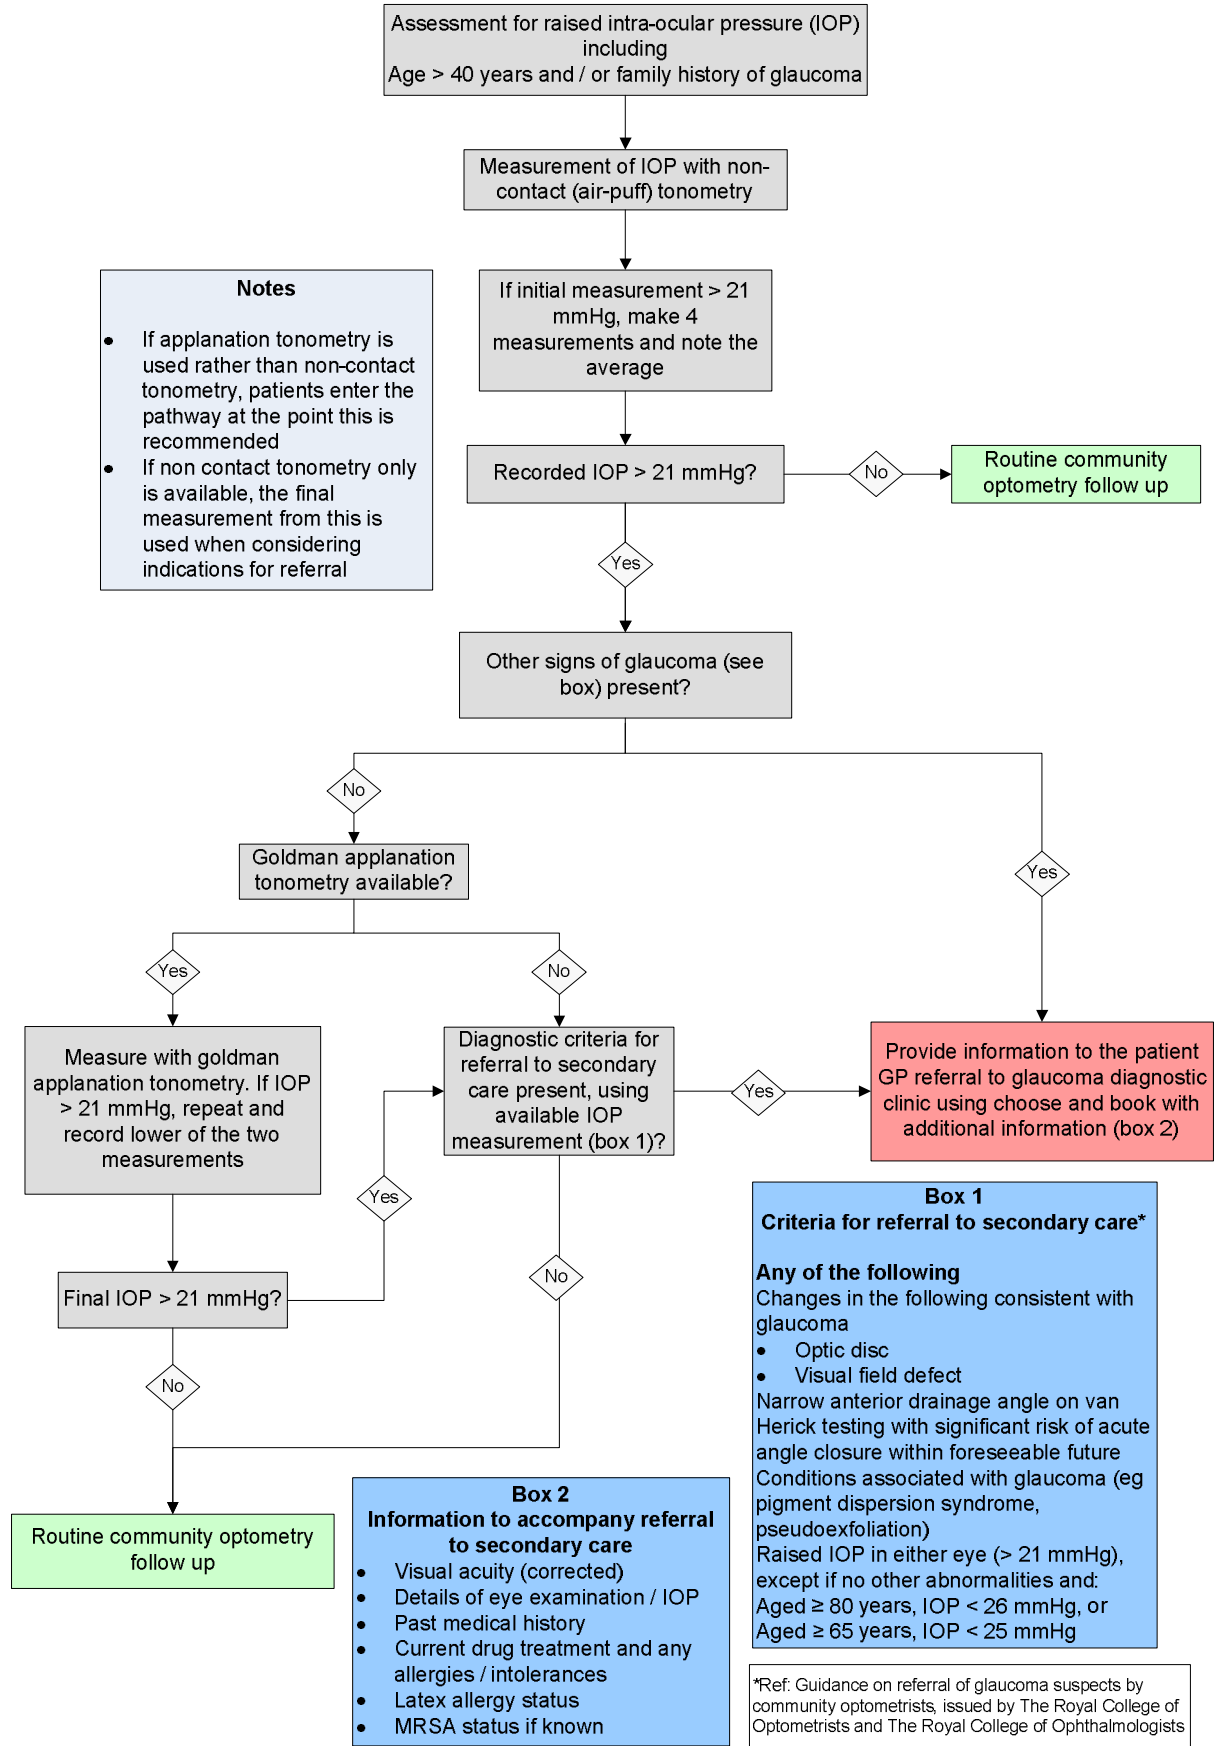 Assessment for raised intra-ocular pressure (IOP)
including
Age > 40 years and / or family history of glaucoma
Measurement of IOP with non-
contact (air-puff) tonometry
Notes
• If applanation tonometry is
used rather than non-contact
tonometry, patients enter the
pathway at the point this is
recommended
• If non contact tonometry only
is available, the final
measurement from this is
used when considering
indications for referral
If initial measurement > 21
mmHg, make 4
measurements and note the
average
Recorded IOP > 21 mmHg?
No
Routine community
optometry follow up
Yes
Other signs of glaucoma (see
box) present?
No
Yes
Goldman applanation
tonometry available?
Yes
No
Measure with goldman
applanation tonometry. If IOP
> 21 mmHg, repeat and
record lower of the two
measurements
Diagnostic criteria for
referral to secondary
care present, using
available IOP
measurement (box 1)?
Yes
Provide information to the patient
GP referral to glaucoma diagnostic
clinic using choose and book with
additional information (box 2)
Yes
Final IOP > 21 mmHg?
No
No
Routine community optometry
follow up
Box 1
Criteria for referral to secondary care*
Any of the following
Changes in the following consistent with
glaucoma
• Optic disc
• Visual field defect
Narrow anterior drainage angle on van
Herick testing with significant risk of acute
angle closure within foreseeable future
Conditions associated with glaucoma (eg
pigment dispersion syndrome,
pseudoexfoliation)
Raised IOP in either eye (> 21 mmHg),
except if no other abnormalities and:
Aged ≥ 80 years, IOP < 26 mmHg, or
Aged ≥ 65 years, IOP < 25 mmHg
Box 2
Information to accompany referral
to secondary care
• Visual acuity (corrected)
• Details of eye examination / IOP
• Past medical history
• Current drug treatment and any
allergies / intolerances
• Latex allergy status
• MRSA status if known
*Ref: Guidance on referral of glaucoma suspects by
community optometrists, issued by The Royal College of
Optometrists and The Royal College of Ophthalmologists